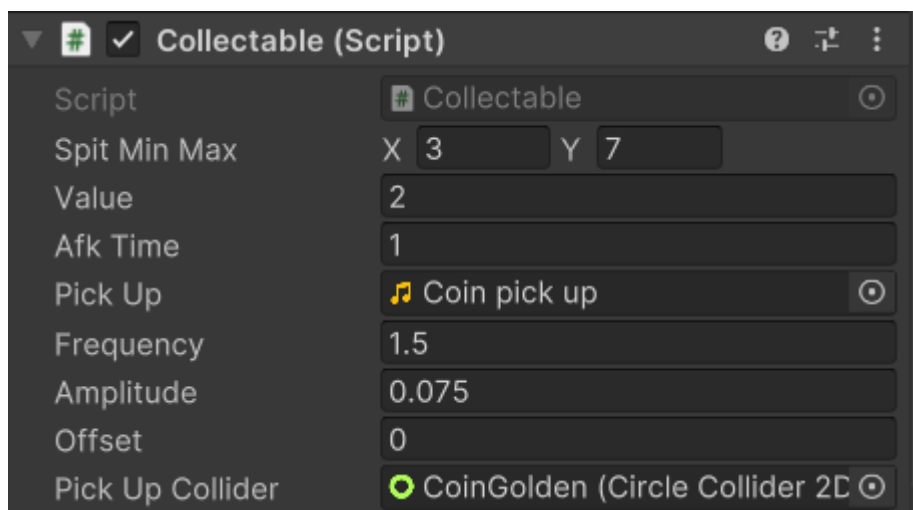 Collectable (Script)
Script # Collectable
Spit Min Max X 3 Y 7
Value 2
Afk Time 1
Pick Up Coin pick up
Frequency 1.5
Amplitude 0.075
Offset 0
Pick Up Collider CoinGolden (Circle Collider 2D